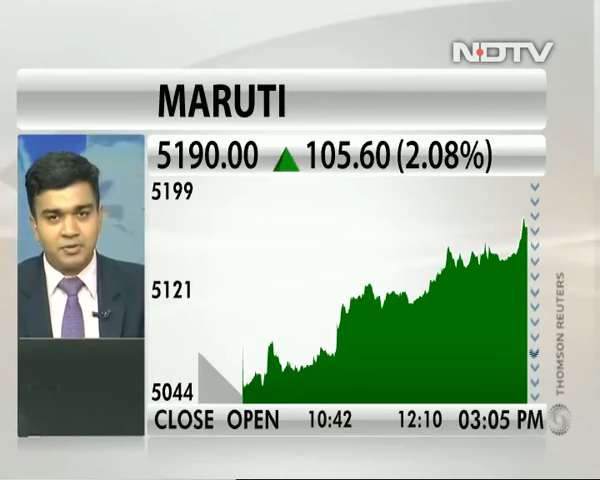 NDTV
MARUTI
5190.00 ▲ 105.60 (2.08%)
5199
5121
5044
CLOSE OPEN 10:42 12:10 03:05 PM
THOMSON REUTERS